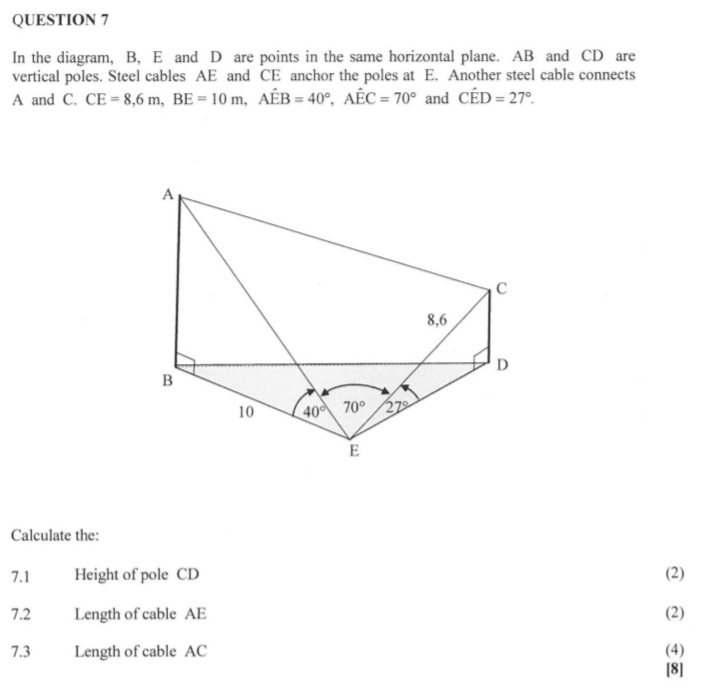 QUESTION 7
In the diagram, B, E and D are points in the same horizontal plane. AB and CD are
vertical poles. Steel cables AE and CE anchor the poles at E. Another steel cable connects
A and C. CE = 8,6 m, BE = 10 m, AÊB = 40°, AÊC = 70° and CÊD = 27°.
A
C
8,6
B
D
10
40°
70°
27°
E
Calculate the:
7.1 Height of pole CD (2)
7.2 Length of cable AE (2)
7.3 Length of cable AC (4)
[8]